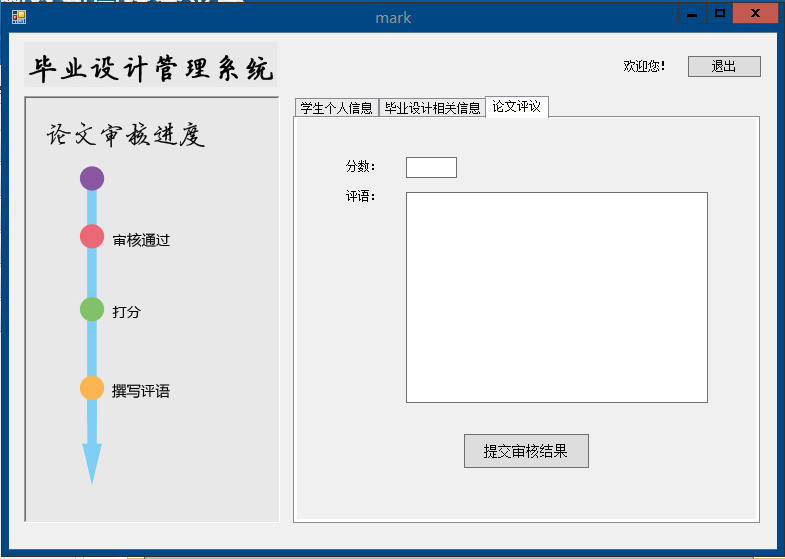 mark
毕业设计管理系统
欢迎您!
退出
论文审核进度
审核通过
打分
撰写评语
学生个人信息 毕业设计相关信息 论文评议
分数:
评语:
提交审核结果